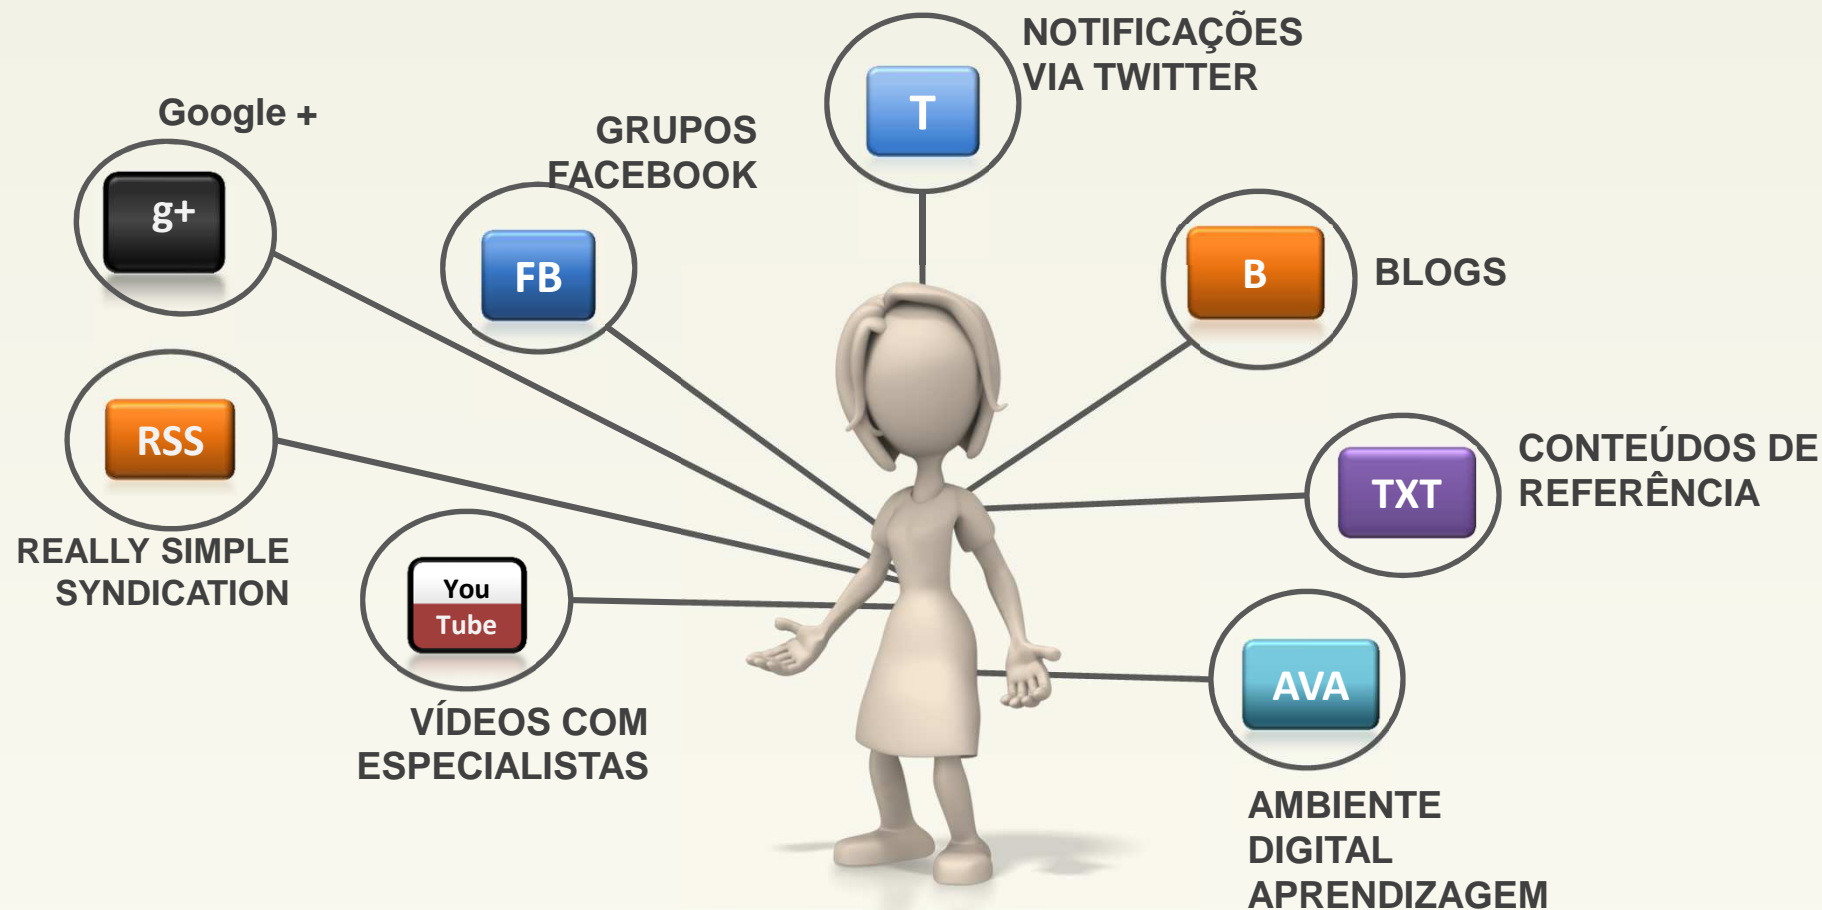 NOTIFICAÇÕES
VIA TWITTER
T
Google +
g+
GRUPOS
FACEBOOK
FB
B
BLOGS
RSS
REALLY SIMPLE
SYNDICATION
TXT
CONTEÚDOS DE
REFERÊNCIA
You
Tube
VÍDEOS COM
ESPECIALISTAS
AVA
AMBIENTE
DIGITAL
APRENDIZAGEM